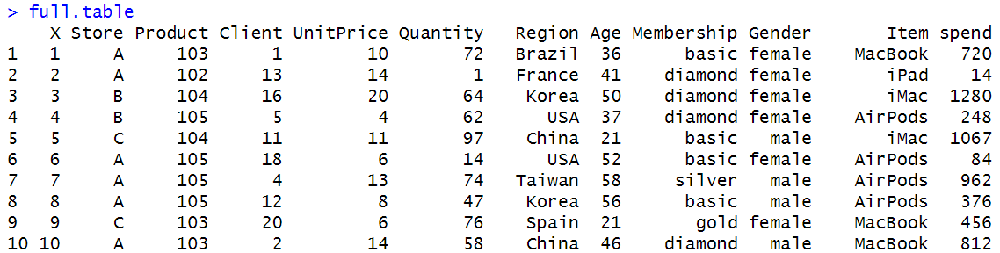 > full.table
X Store Product Client UnitPrice Quantity Region Age Membership Gender Item spend
1 1 A 103 1 10 72 Brazil 36 basic female MacBook 720
2 2 A 102 13 14 1 France 41 diamond female iPad 14
3 3 B 104 16 20 64 Korea 50 diamond female iMac 1280
4 4 B 105 5 4 62 USA 37 diamond female AirPods 248
5 5 C 104 11 11 97 China 21 basic male iMac 1067
6 6 A 105 18 6 14 USA 52 basic female AirPods 84
7 7 A 105 4 13 74 Taiwan 58 silver male AirPods 962
8 8 A 105 12 8 47 Korea 56 basic male AirPods 376
9 9 C 103 20 6 76 Spain 21 gold female MacBook 456
10 10 A 103 2 14 58 China 46 diamond male MacBook 812